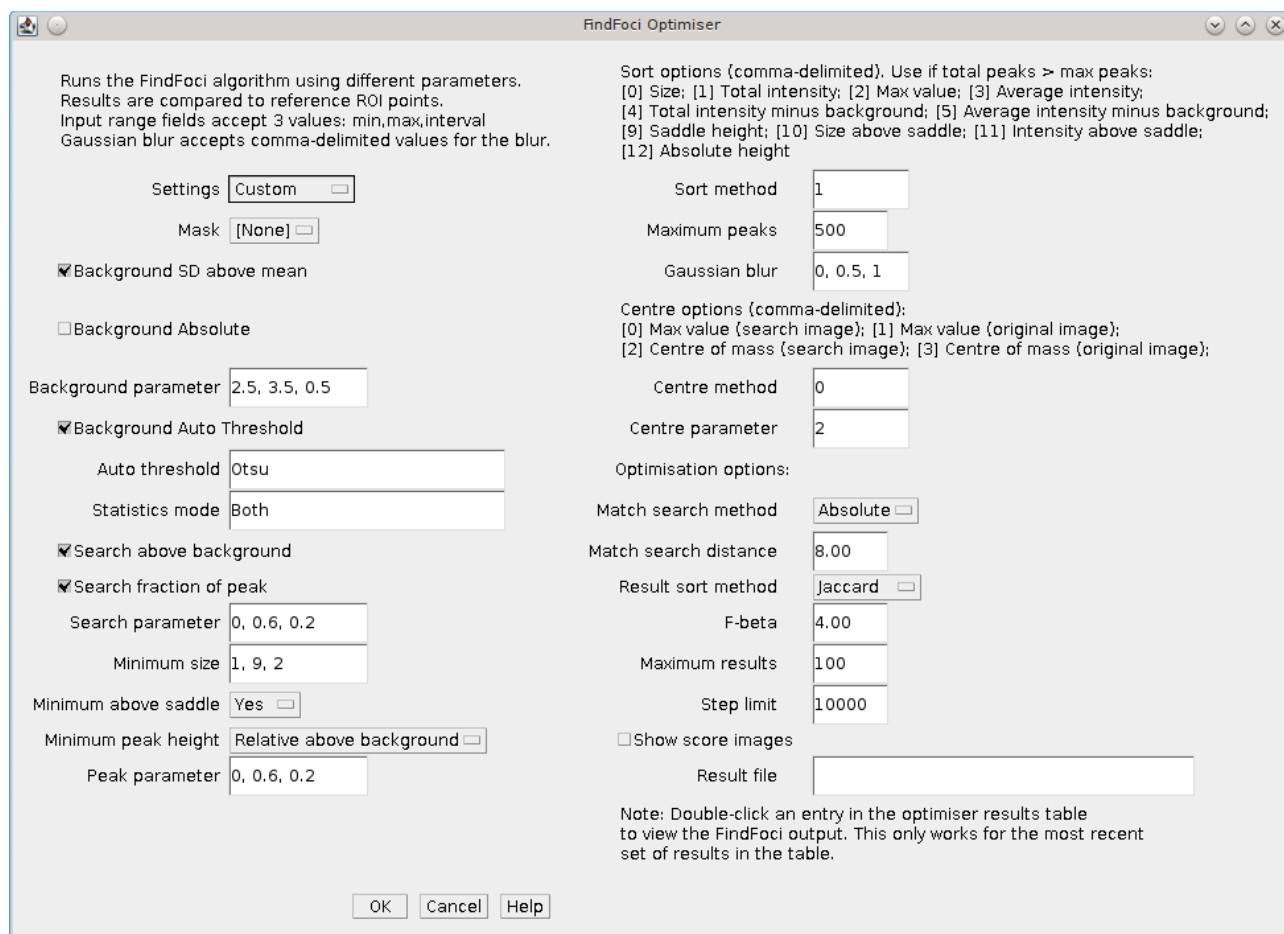 FindFoci Optimiser
Runs the FindFoci algorithm using different parameters.
Results are compared to reference ROI points.
Input range fields accept 3 values: min,max,interval
Gaussian blur accepts comma-delimited values for the blur.
Settings Custom
Mask [None]
Background SD above mean
Background Absolute
Background parameter 2.5, 3.5, 0.5
Background Auto Threshold
Auto threshold Otsu
Statistics mode Both
Search above background
Search fraction of peak
Search parameter 0, 0.6, 0.2
Minimum size 1, 9, 2
Minimum above saddle Yes
Minimum peak height Relative above background
Peak parameter 0, 0.6, 0.2
Sort options (comma-delimited). Use if total peaks > max peaks:
[0] Size; [1] Total intensity; [2] Max value; [3] Average intensity;
[4] Total intensity minus background; [5] Average intensity minus background;
[9] Saddle height; [10] Size above saddle; [11] Intensity above saddle;
[12] Absolute height
Sort method 1
Maximum peaks 500
Gaussian blur 0, 0.5, 1
Centre options (comma-delimited):
[0] Max value (search image); [1] Max value (original image);
[2] Centre of mass (search image); [3] Centre of mass (original image);
Centre method 0
Centre parameter 2
Optimisation options:
Match search method Absolute
Match search distance 8.00
Result sort method Jaccard
F-beta 4.00
Maximum results 100
Step limit 10000
Show score images
Result file
Note: Double-click an entry in the optimiser results table
to view the FindFoci output. This only works for the most recent
set of results in the table.
OK Cancel Help